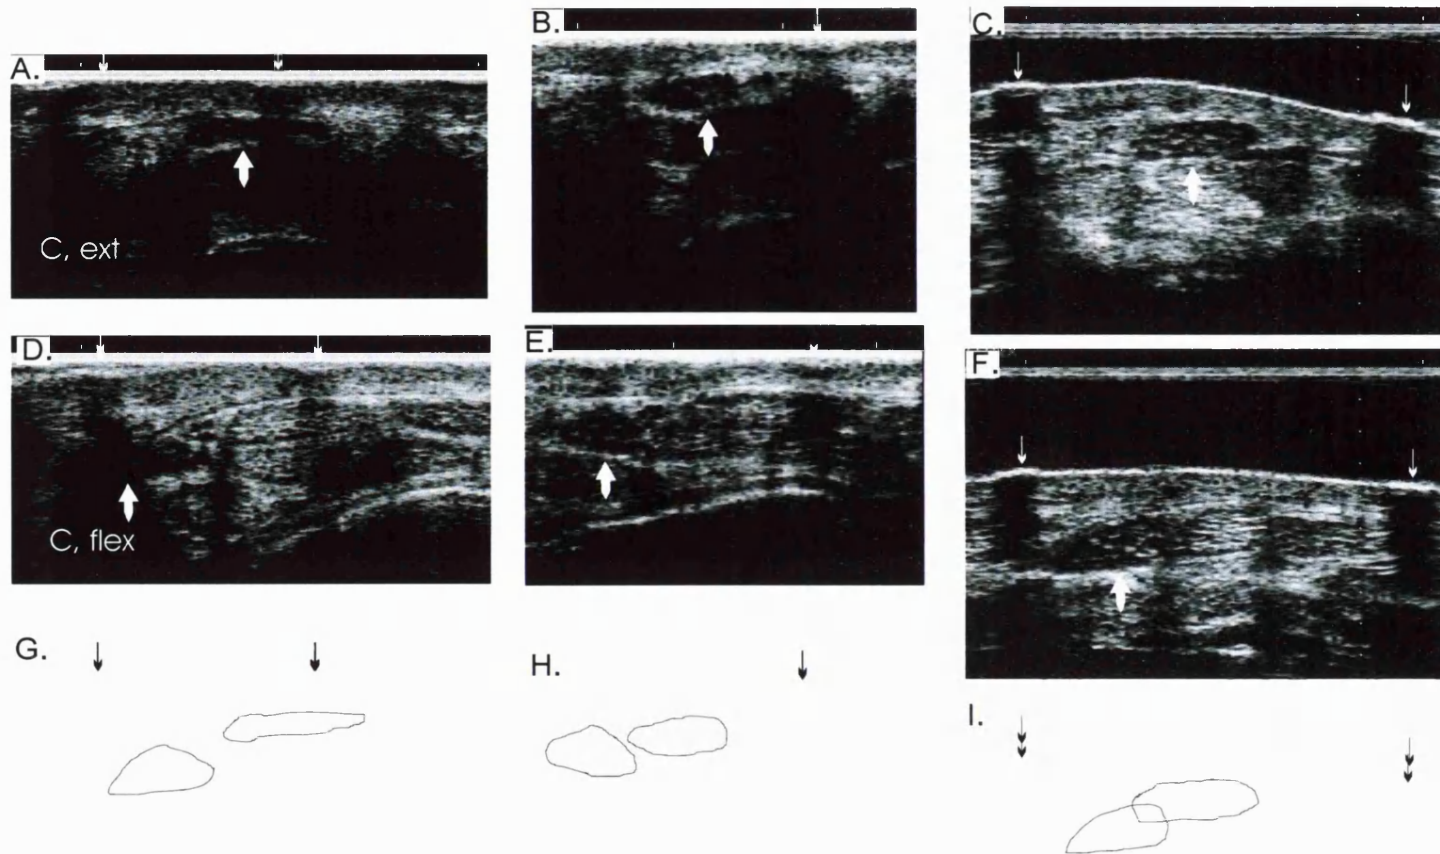 A.
B.
C.
C, ext
D.
E.
F.
C, flex
G.
H.
I.